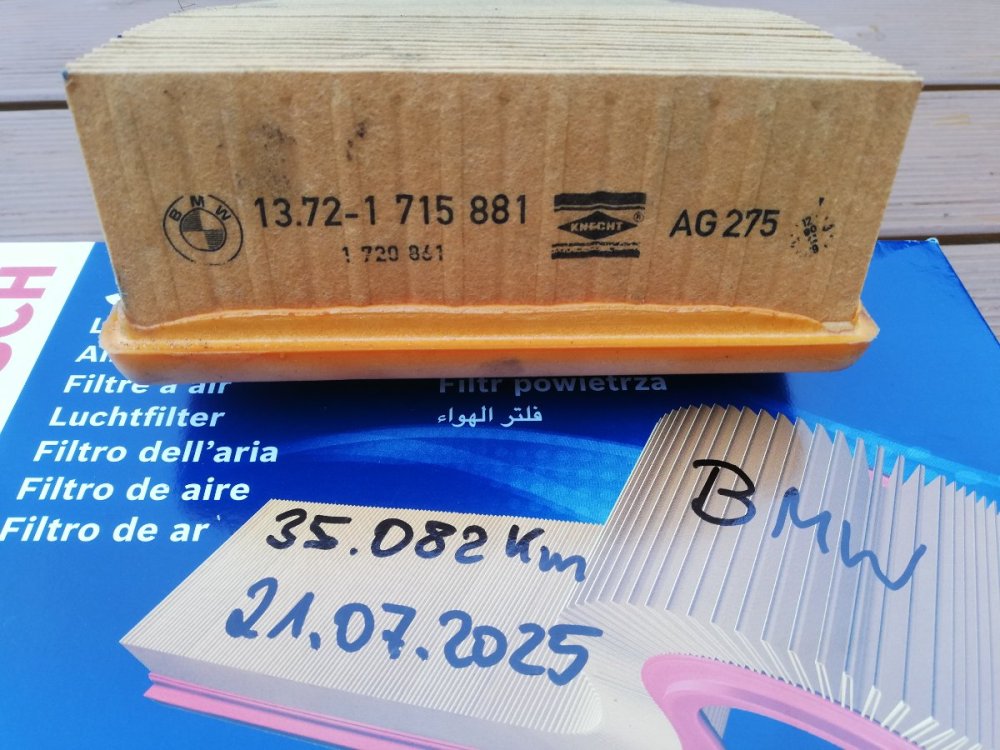 BMW
13.72-1 715 881
1 720 861
KNECHT
®
AG 275
Filtre à air
Filtr powietrza
Luchtfilter
فلتر الهواء
Filtro dell'aria
Filtro de aire
Filtro de ar
35.082 Km
21.07.2025
BMW